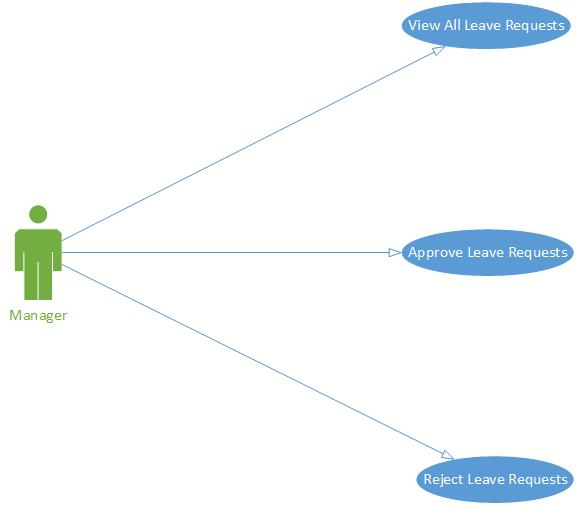 View All Leave Requests
Approve Leave Requests
Manager
Reject Leave Requests